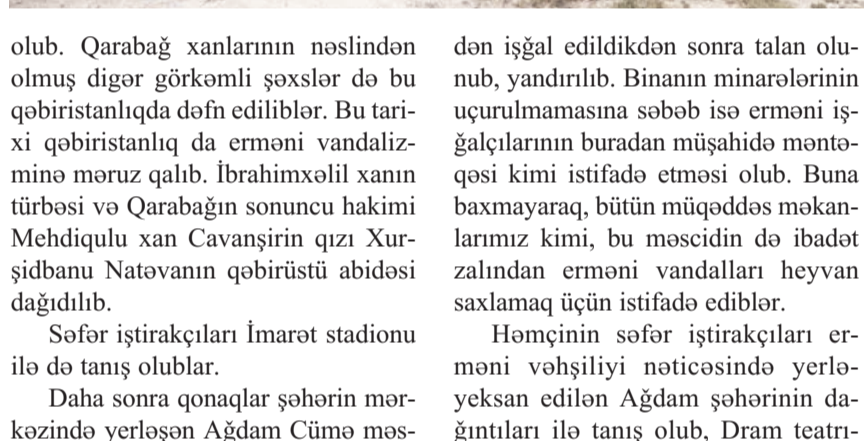 olub. Qarabağ xanlarının nəslindən
olmuş digər görkəmli şəxslər də bu
qəbiristanlıqda dəfn ediliblər. Bu tari-
xi qəbiristanlıq da erməni vandaliz-
minə məruz qalıb. İbrahimxəlil xanın
türbəsi və Qarabağın sonuncu hakimi
Mehdiqulu xan Cavanşirin qızı Xur-
şidbanu Natəvanın qəbirüstü abidəsi
dağıdılıb.
Səfər iştirakçıları İmarət stadionu
ilə də tanış olublar.
Daha sonra qonaqlar şəhərin mər-
kəzində yerləşən Ağdam Cümə məs-
dən işğal edildikdən sonra talan olu-
nub, yandırılıb. Binanın minarələrinin
uçurulmamasına səbəb isə erməni iş-
ğalçılarının buradan müşahidə məntə-
qəsi kimi istifadə etməsi olub. Buna
baxmayaraq, bütün müqəddəs məkan-
larımız kimi, bu məscidin də ibadət
zalından erməni vandalları heyvan
saxlamaq üçün istifadə ediblər.
Həmçinin səfər iştirakçıları er-
məni vəhşiliyi nəticəsində yerlə-
yeksan edilən Ağdam şəhərinin da-
ğıntıları ilə tanış olub, Dram teatrı-